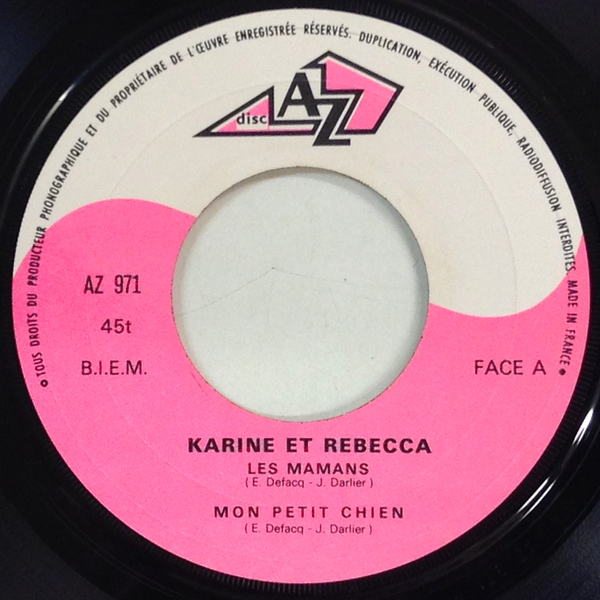 TOUS DROITS DU PRODUCTEUR PHONOGRAPHIQUE ET DU PROPRIÉTAIRE DE L'ŒUVRE ENREGISTRÉE RÉSERVÉS. DUPLICATION, EXÉCUTION PUBLIQUE, RADIODIFFUSION INTERDITES. MADE IN FRANCE
disc AZ
AZ 971
45t
B.I.E.M.
FACE A
KARINE ET REBECCA
LES MAMANS
( E. Defacq - J. Darlier )
MON PETIT CHIEN
( E. Defacq - J. Darlier )